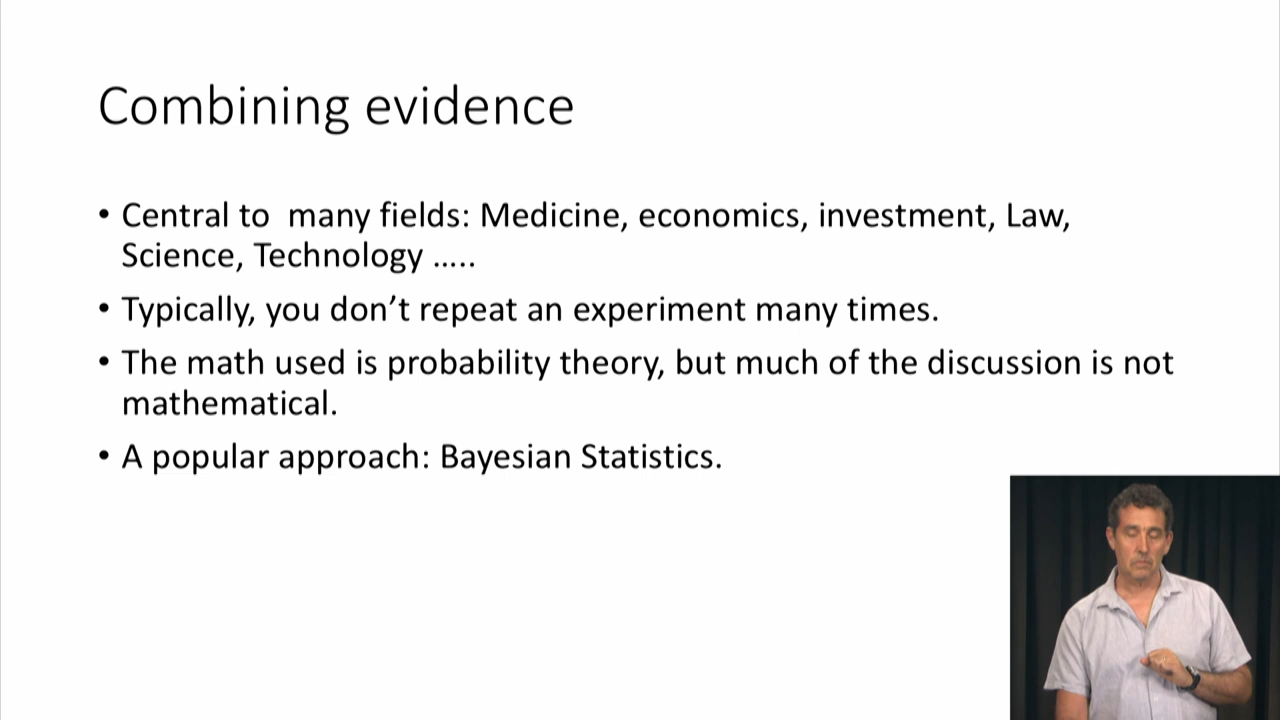 Combining evidence
• Central to  many fields: Medicine, economics, investment, Law,
Science, Technology …..
• Typically, you don’t repeat an experiment many times.
• The math used is probability theory, but much of the discussion is not
mathematical.
• A popular approach: Bayesian Statistics.